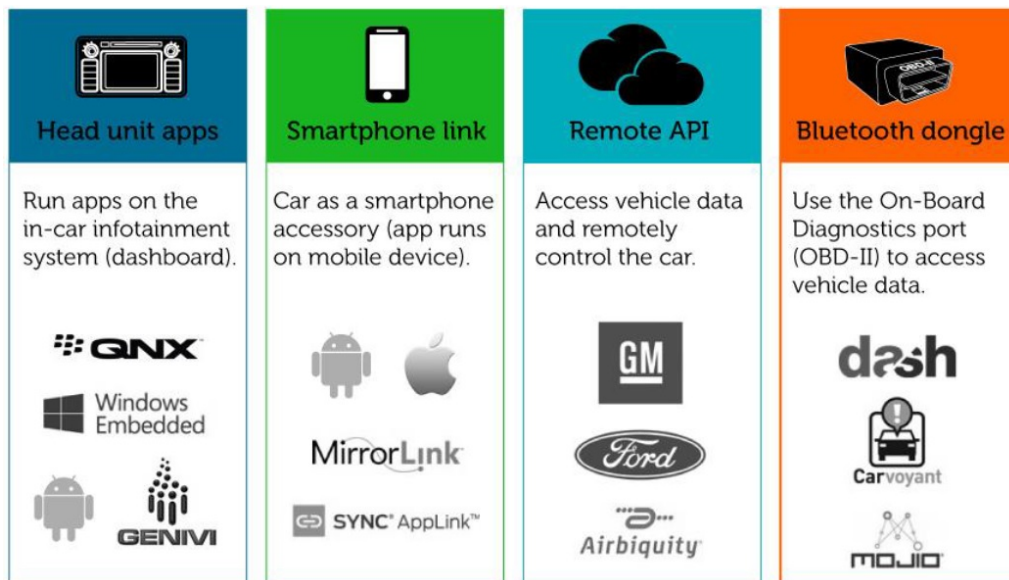 Head unit apps
Run apps on the
in-car infotainment
system (dashboard).
QNX
Windows
Embedded
GENIVI
Smartphone link
Car as a smartphone
accessory (app runs
on mobile device).
MirrorLink
SYNC® AppLink™
Remote API
Access vehicle data
and remotely
control the car.
GM
Ford
Airbiquity
OBD-II
Bluetooth dongle
Use the On-Board
Diagnostics port
(OBD-II) to access
vehicle data.
dash
Carvoyant
MOJIO